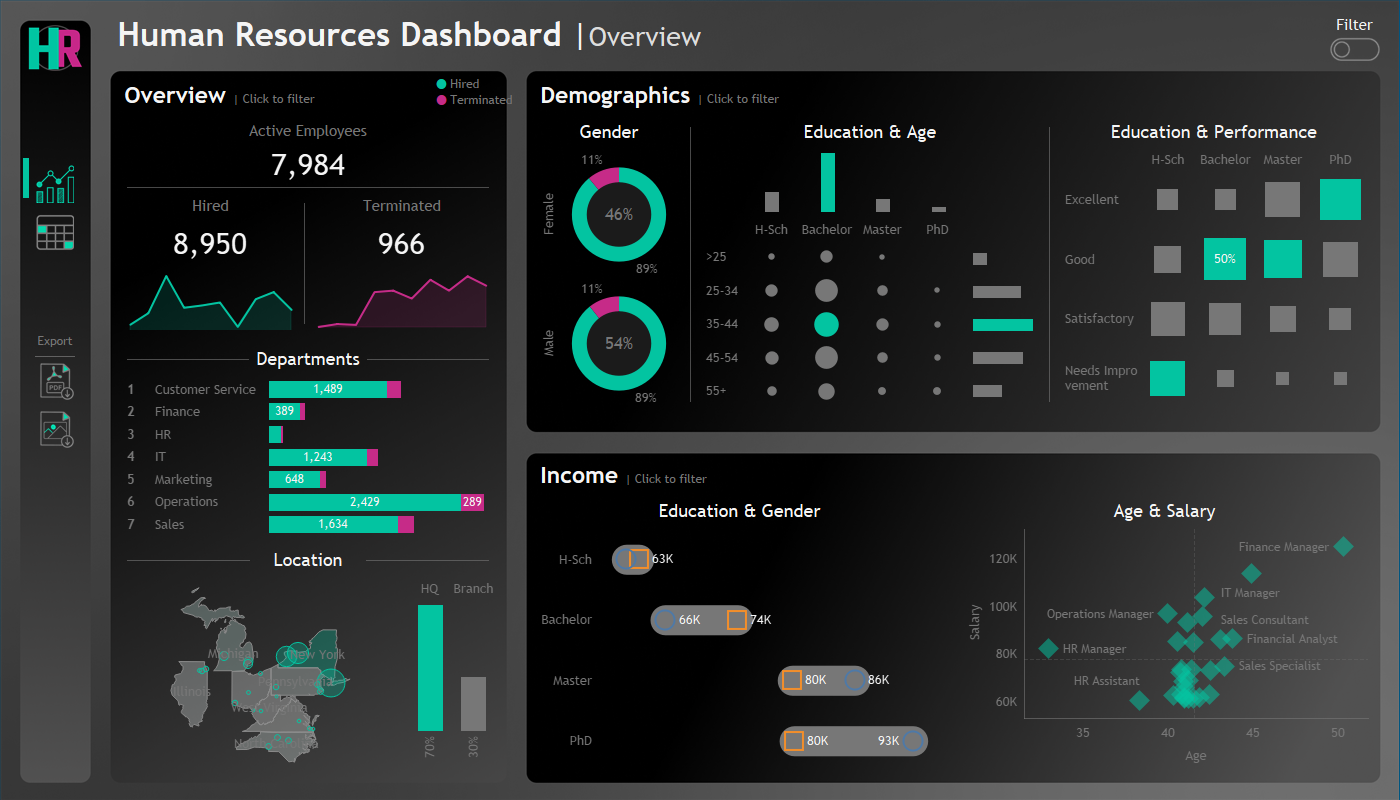 HR
Human Resources Dashboard |Overview
Filter
Export
PDF
Overview | Click to filter
Hired
Terminated
Active Employees
7,984
Hired
8,950
Terminated
966
Departments
1 Customer Service 1,489
2 Finance 389
3 HR
4 IT 1,243
5 Marketing 648
6 Operations 2,429 289
7 Sales 1,634
Location
Michigan
New York
Illinois
Pennsylvania
West Virginia
North Carolina
HQ Branch
70% 30%
Demographics | Click to filter
Gender
Female
11%
46%
89%
Male
11%
54%
89%
Education & Age
H-Sch Bachelor Master PhD
>25
25-34
35-44
45-54
55+
Education & Performance
H-Sch Bachelor Master PhD
Excellent
Good 50%
Satisfactory
Needs Impro
vement
Income | Click to filter
Education & Gender
H-Sch 63K
Bachelor 66K 74K
Master 80K 86K
PhD 80K 93K
Age & Salary
Salary
120K
100K
80K
60K
Finance Manager
IT Manager
Operations Manager
Sales Consultant
Financial Analyst
HR Manager
Sales Specialist
HR Assistant
35 40 45 50
Age